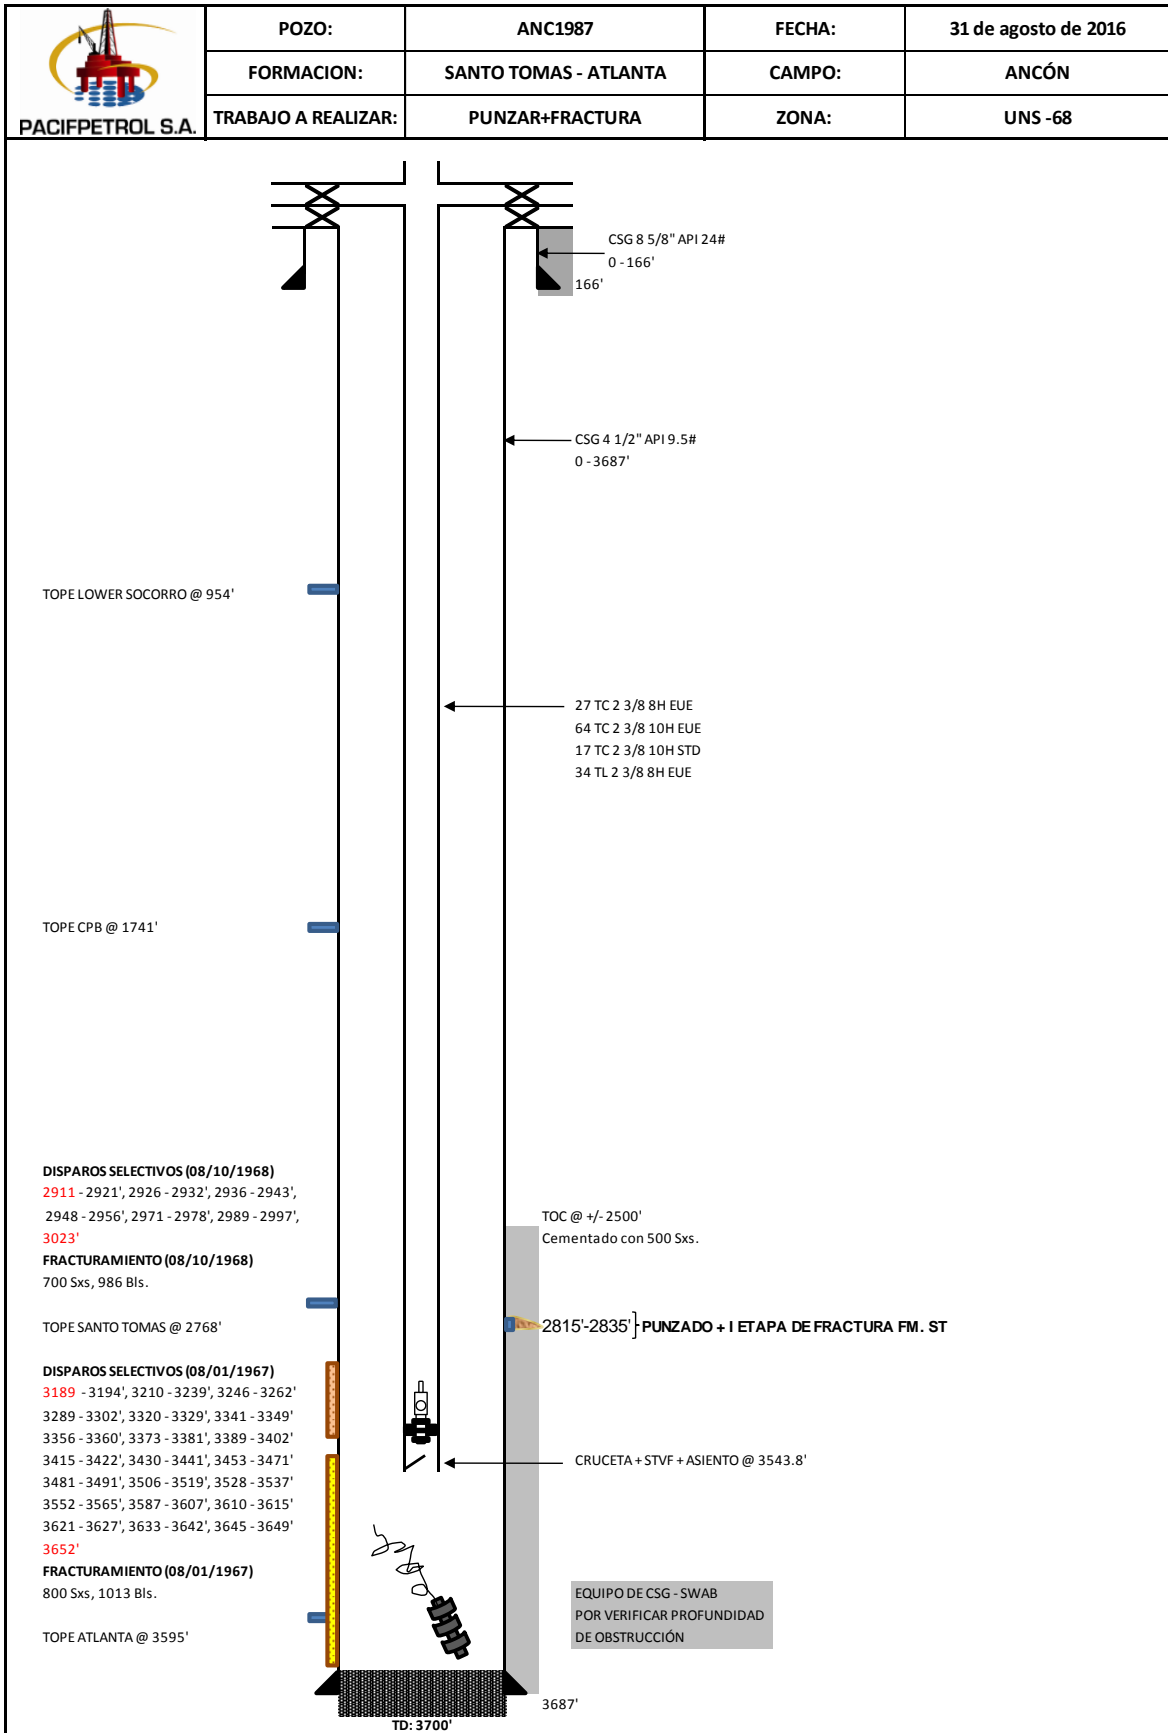 POZO: ANC1987 FECHA: 31 de agosto de 2016
FORMACION: SANTO TOMAS - ATLANTA CAMPO: ANCÓN
PACIFPETROL S.A.
TRABAJO A REALIZAR: PUNZAR+FRACTURA ZONA: UNS -68
CSG 8 5/8" API 24#
0 - 166'
166'
CSG 4 1/2" API 9.5#
0 - 3687'
TOPE LOWER SOCORRO @ 954'
27 TC 2 3/8 8H EUE
64 TC 2 3/8 10H EUE
17 TC 2 3/8 10H STD
34 TL 2 3/8 8H EUE
TOPE CPB @ 1741'
DISPAROS SELECTIVOS (08/10/1968)
2911 - 2921', 2926 - 2932', 2936 - 2943',
2948 - 2956', 2971 - 2978', 2989 - 2997',
3023'
FRACTURAMIENTO (08/10/1968)
700 Sxs, 986 Bls.
TOC @ +/- 2500'
Cementado con 500 Sxs.
TOPE SANTO TOMAS @ 2768'
2815'-2835' PUNZADO + I ETAPA DE FRACTURA FM. ST
DISPAROS SELECTIVOS (08/01/1967)
3189 - 3194', 3210 - 3239', 3246 - 3262'
3289 - 3302', 3320 - 3329', 3341 - 3349'
3356 - 3360', 3373 - 3381', 3389 - 3402'
3415 - 3422', 3430 - 3441', 3453 - 3471'
3481 - 3491', 3506 - 3519', 3528 - 3537'
3552 - 3565', 3587 - 3607', 3610 - 3615'
3621 - 3627', 3633 - 3642', 3645 - 3649'
3652'
FRACTURAMIENTO (08/01/1967)
800 Sxs, 1013 Bls.
CRUCETA + STVF + ASIENTO @ 3543.8'
TOPE ATLANTA @ 3595'
EQUIPO DE CSG - SWAB
POR VERIFICAR PROFUNDIDAD
DE OBSTRUCCIÓN
3687'
TD: 3700'